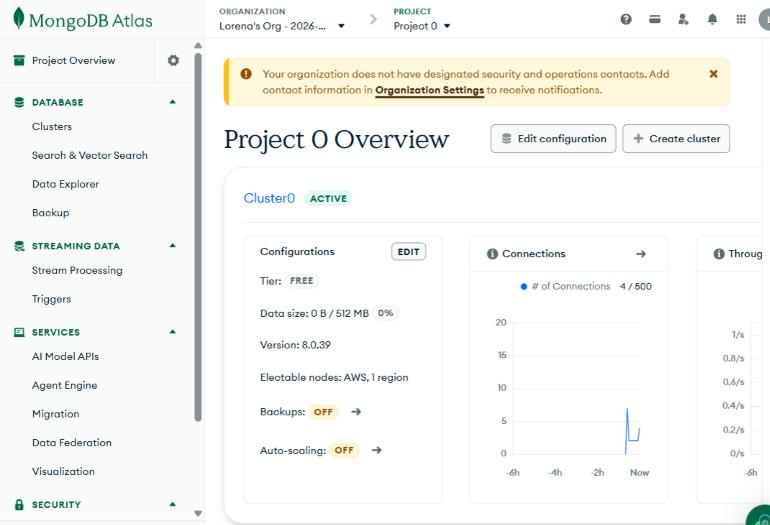 MongoDB Atlas
ORGANIZATION
Lorena's Org - 2026-...
PROJECT
Project 0
Project Overview
DATABASE
Clusters
Search & Vector Search
Data Explorer
Backup
STREAMING DATA
Stream Processing
Triggers
SERVICES
AI Model APIs
Agent Engine
Migration
Data Federation
Visualization
SECURITY
Your organization does not have designated security and operations contacts. Add
contact information in Organization Settings to receive notifications.
Project 0 Overview
Edit configuration
Create cluster
Cluster0
ACTIVE
Configurations
EDIT
Tier: FREE
Data size: 0 B / 512 MB 0%
Version: 8.0.39
Electable nodes: AWS, 1 region
Backups: OFF
Auto-scaling: OFF
Connections
# of Connections 4 / 500
20
15
10
5
0
-6h -4h -2h Now
Throug
1/s
0.8/s
0.6/s
0.4/s
0.2/s
0/s
-6h